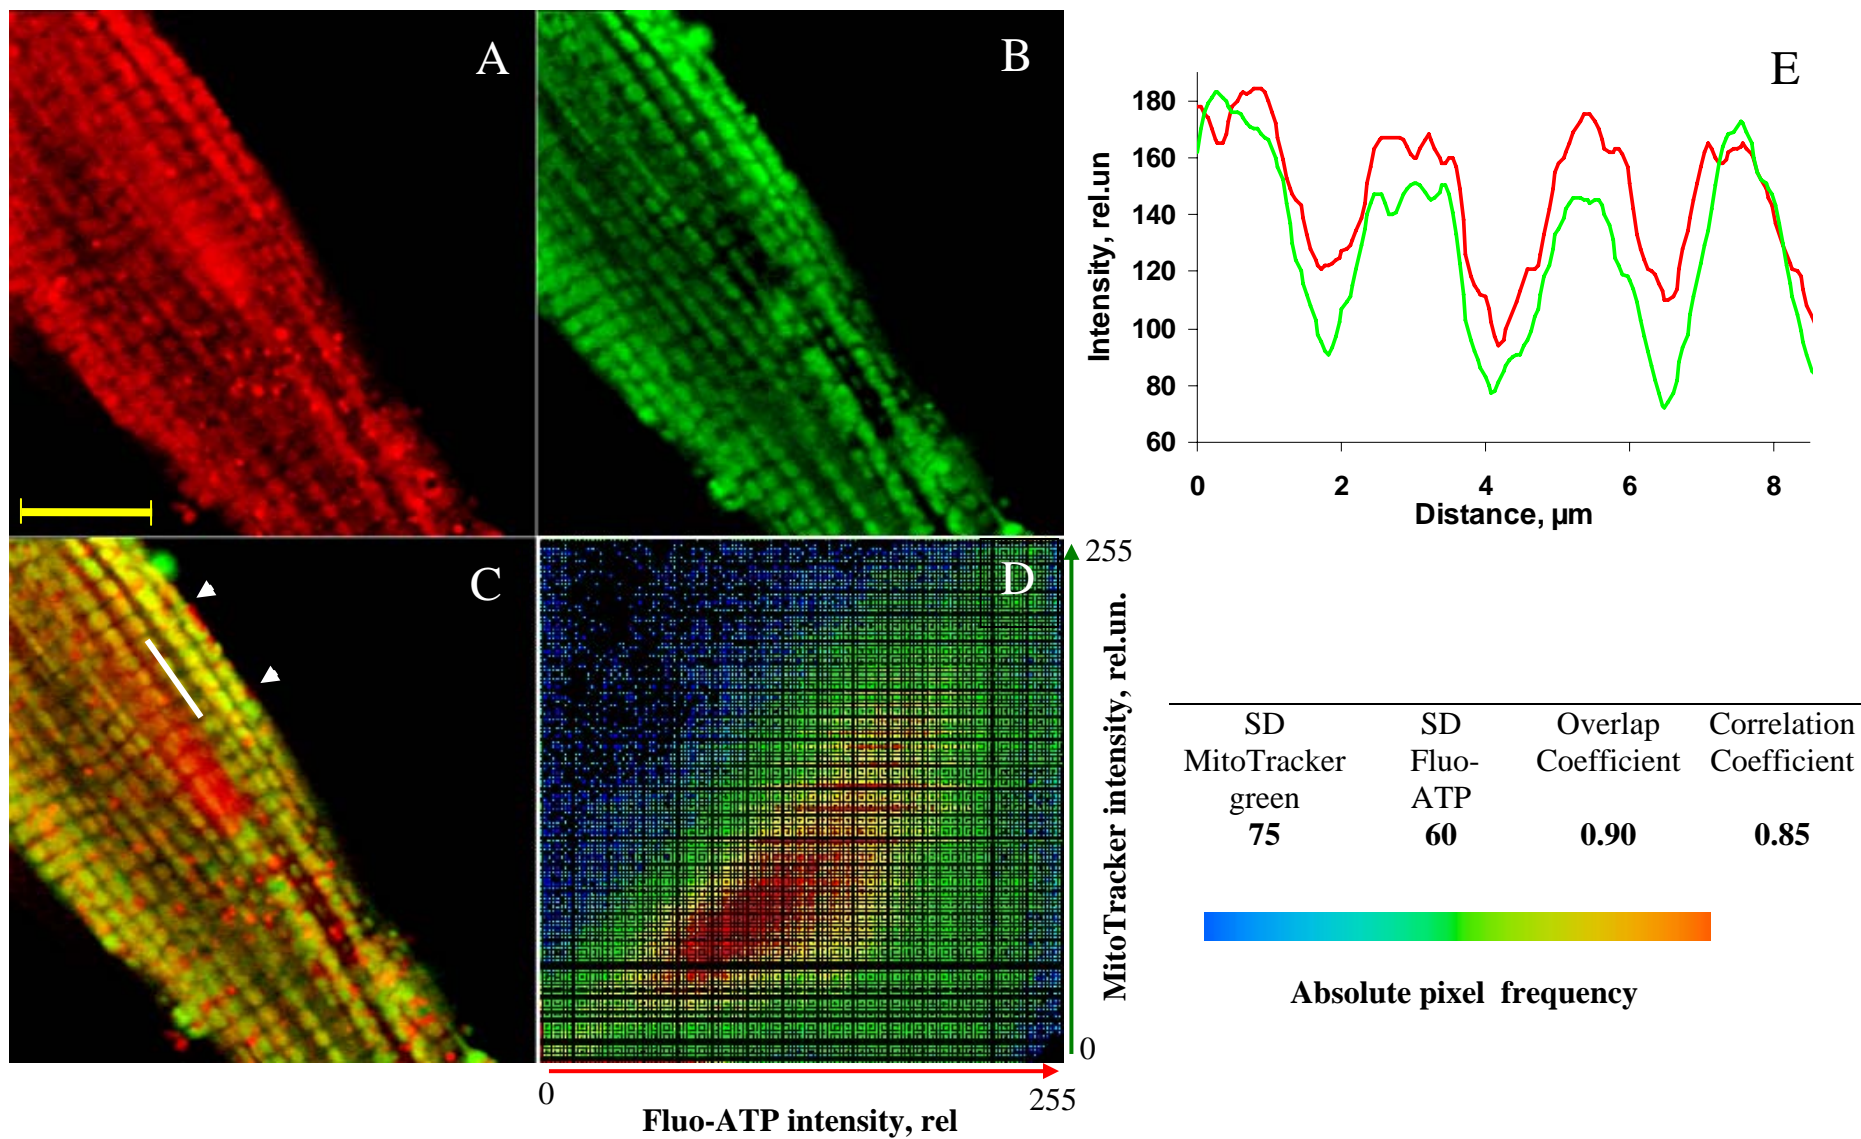 A
B
C
D
E
180
160
140
120
100
80
60
Intensity, rel.un
0
2
4
6
8
Distance, µm
255
MitoTracker intensity, rel.un.
0
0
255
Fluo-ATP intensity, rel
SD
MitoTracker
green
75
SD
Fluo-
ATP
60
Overlap
Coefficient
0.90
Correlation
Coefficient
0.85
Absolute pixel frequency